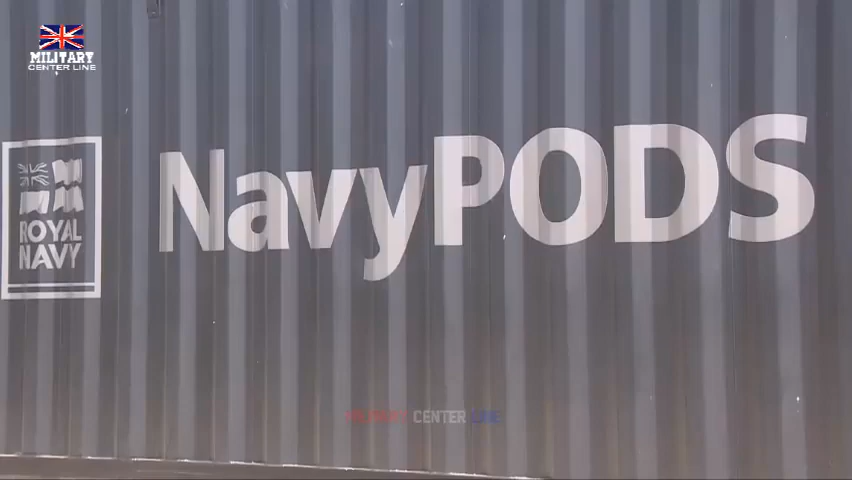 MILITARY
CENTER LINE
NavyPODS
ROYAL
NAVY
MILITARY CENTER LINE